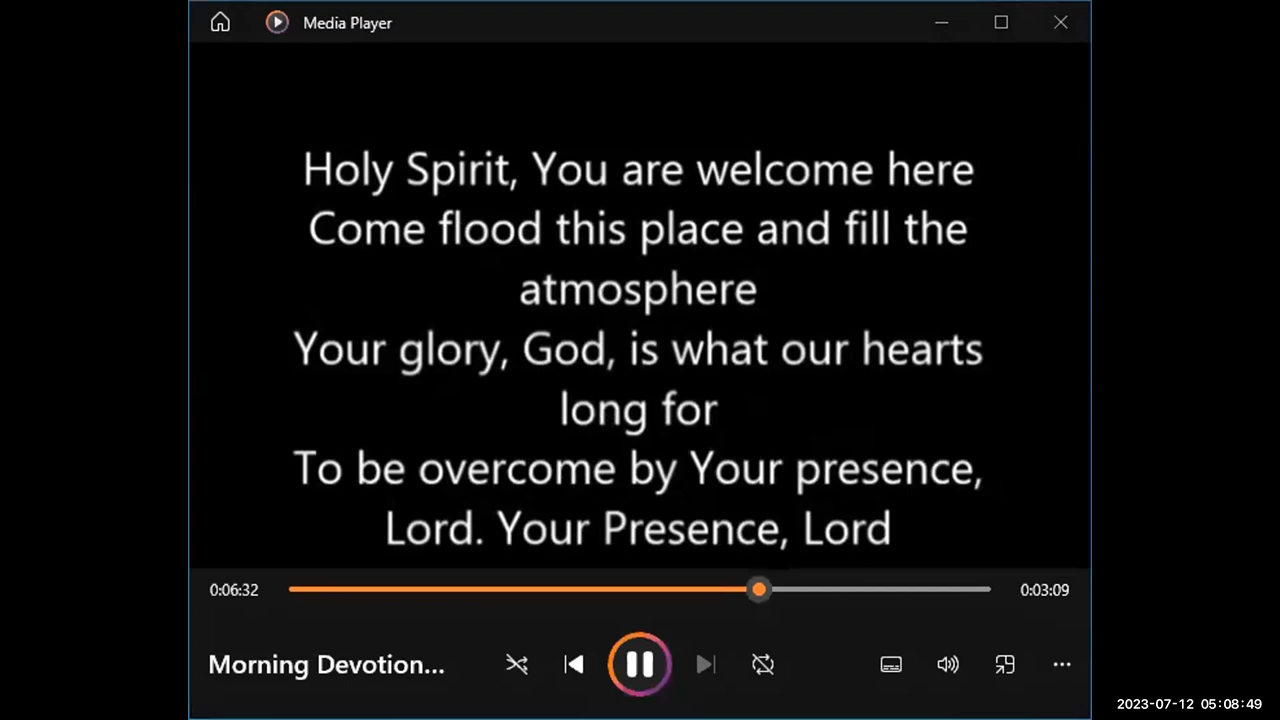 Media Player
Holy Spirit, You are welcome here
Come flood this place and fill the
atmosphere
Your glory, God, is what our hearts
long for
To be overcome by Your presence,
Lord. Your Presence, Lord
0:06:32
0:03:09
Morning Devotion...
2023-07-12 05:08:49